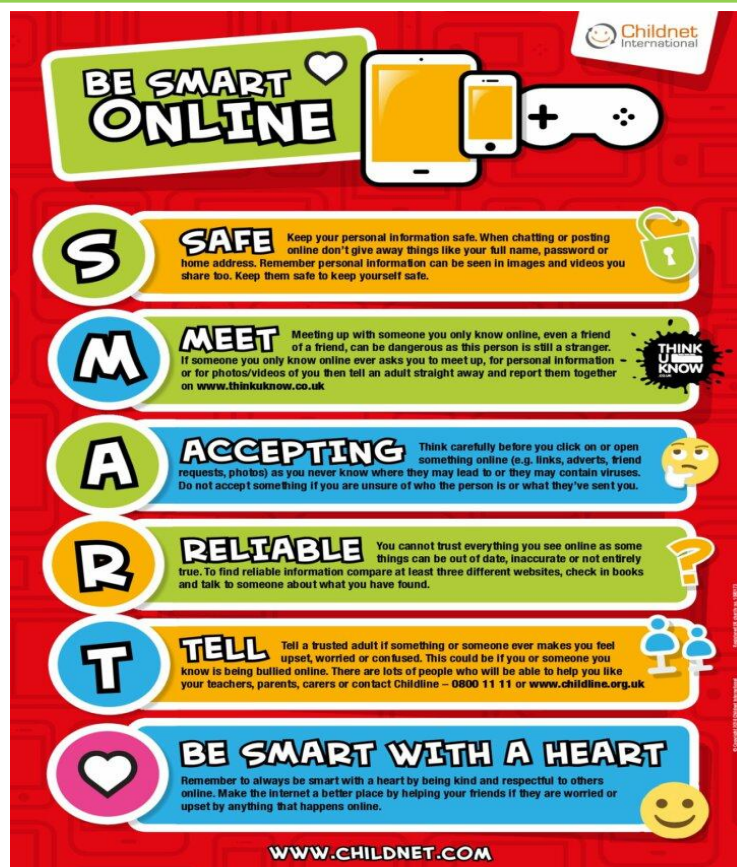 Childnet
International
BE SMART
ONLINE
S
SAFE
Keep your personal information safe. When chatting or posting
online don't give away things like your full name, password or
home address. Remember personal information can be seen in images and videos you
share too. Keep them safe to keep yourself safe.
M
MEET
Meeting up with someone you only know online, even a friend
of a friend, can be dangerous as this person is still a stranger.
If someone you only know online ever asks you to meet up, for personal information
or for photos/videos of you then tell an adult straight away and report them together
on www.thinkuknow.co.uk
THINK
U
KNOW
A
ACCEPTING
Think carefully before you click on or open
something online (e.g. links, adverts, friend
requests, photos) as you never know where they may lead to or they may contain viruses.
Do not accept something if you are unsure of who the person is or what they've sent you.
R
RELIABLE
You cannot trust everything you see online as some
things can be out of date, inaccurate or not entirely
true. To find reliable information compare at least three different websites, check in books
and talk to someone about what you have found.
?
T
TELL
Tell a trusted adult if something or someone ever makes you feel
upset, worried or confused. This could be if you or someone you
know is being bullied online. There are lots of people who will be able to help you like
your teachers, parents, carers or contact Childline – 0800 11 11 or www.childline.org.uk
BE SMART WITH A HEART
Remember to always be smart with a heart by being kind and respectful to others
online. Make the internet a better place by helping your friends if they are worried or
upset by anything that happens online.
WWW.CHILDNET.COM